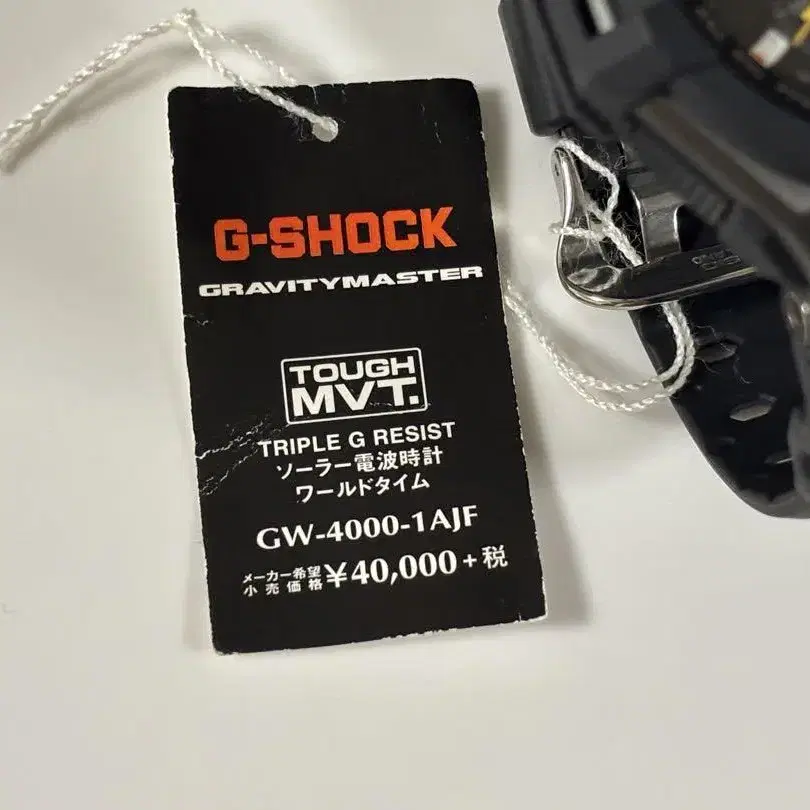 G-SHOCK
GRAVITYMASTER
TOUGH
MVT.
TRIPLE G RESIST
ソーラー電波時計
ワールドタイム
GW-4000-1AJF
メーカー希望
小売価格 ¥40,000+税